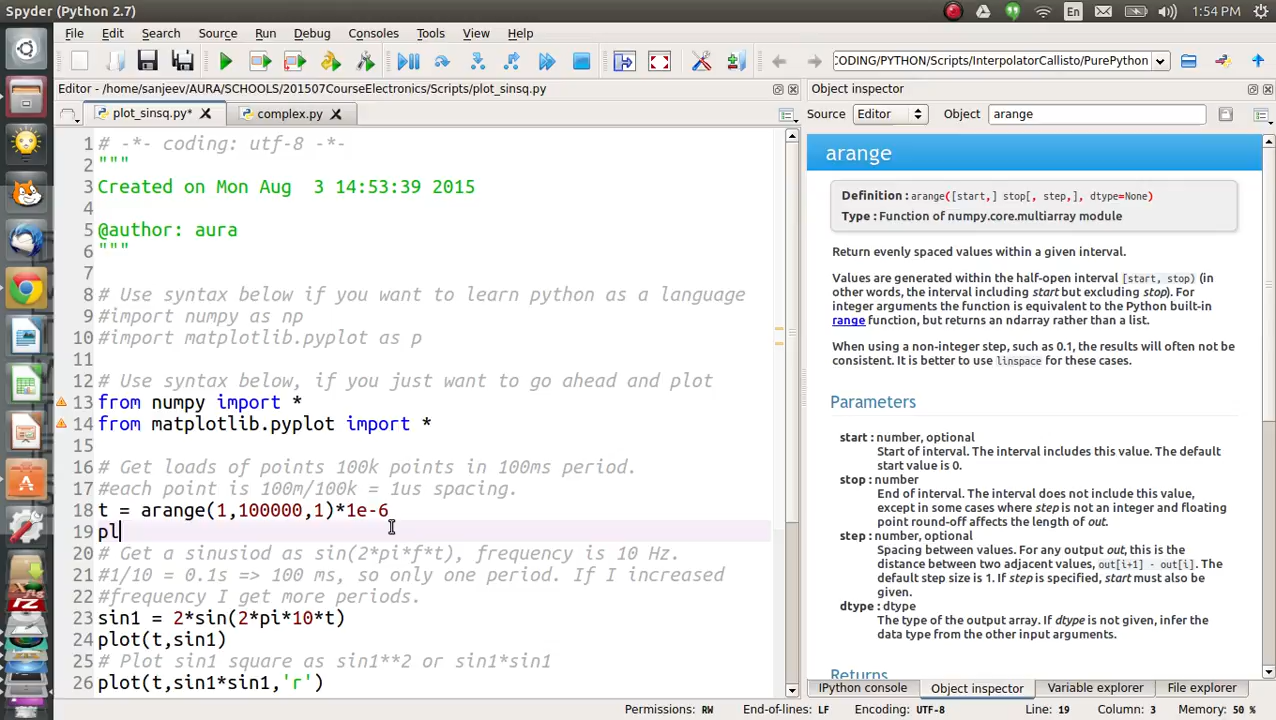 Spyder (Python 2.7)
En
1:54 PM
File Edit Search Source Run Debug Consoles Tools View Help
CODING/PYTHON/Scripts/InterpolatorCallisto/PurePython
Editor - /home/sanjeev/AURA/SCHOOLS/201507CourseElectronics/Scripts/plot_sinsq.py
Object inspector
plot_sinsq.py*
complex.py
Source Editor Object arange
1 # -*- coding: utf-8 -*-
2 """
3 Created on Mon Aug  3 14:53:39 2015
4
5 @author: aura
6 """
7
8 # Use syntax below if you want to learn python as a language
9 #import numpy as np
10 #import matplotlib.pyplot as p
11
12 # Use syntax below, if you just want to go ahead and plot
13 from numpy import *
14 from matplotlib.pyplot import *
15
16 # Get loads of points 100k points in 100ms period.
17 #each point is 100m/100k = 1us spacing.
18 t = arange(1,100000,1)*1e-6
19 pl
20 # Get a sinusiod as sin(2*pi*f*t), frequency is 10 Hz.
21 #1/10 = 0.1s => 100 ms, so only one period. If I increased
22 #frequency I get more periods.
23 sin1 = 2*sin(2*pi*10*t)
24 plot(t,sin1)
25 # Plot sin1 square as sin1**2 or sin1*sin1
26 plot(t,sin1*sin1,'r')
arange
Definition : arange([start,] stop[, step,], dtype=None)
Type : Function of numpy.core.multiarray module
Return evenly spaced values within a given interval.
Values are generated within the half-open interval [start, stop) (in
other words, the interval including start but excluding stop). For
integer arguments the function is equivalent to the Python built-in
range function, but returns an ndarray rather than a list.
When using a non-integer step, such as 0.1, the results will often not be
consistent. It is better to use linspace for these cases.
Parameters
start : number, optional
Start of interval. The interval includes this value. The default
start value is 0.
stop : number
End of interval. The interval does not include this value,
except in some cases where step is not an integer and floating
point round-off affects the length of out.
step : number, optional
Spacing between values. For any output out, this is the
distance between two adjacent values, out[i+1] - out[i]. The
default step size is 1. If step is specified, start must also be
given.
dtype : dtype
The type of the output array. If dtype is not given, infer the
data type from the other input arguments.
Returns
IPython console Object inspector Variable explorer File explorer
Permissions: RW End-of-lines: LF Encoding: UTF-8 Line: 19 Column: 3 Memory: 50 %